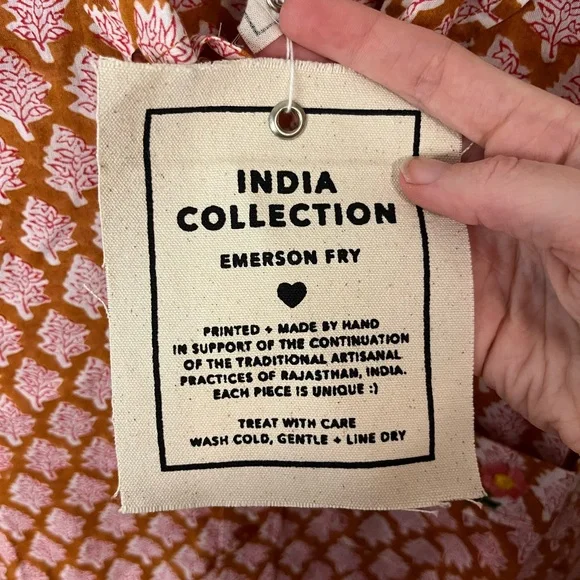 INDIA
COLLECTION
EMERSON FRY
PRINTED + MADE BY HAND
IN SUPPORT OF THE CONTINUATION
OF THE TRADITIONAL ARTISANAL
PRACTICES OF RAJASTHAN, INDIA.
EACH PIECE IS UNIQUE :)
TREAT WITH CARE
WASH COLD, GENTLE + LINE DRY